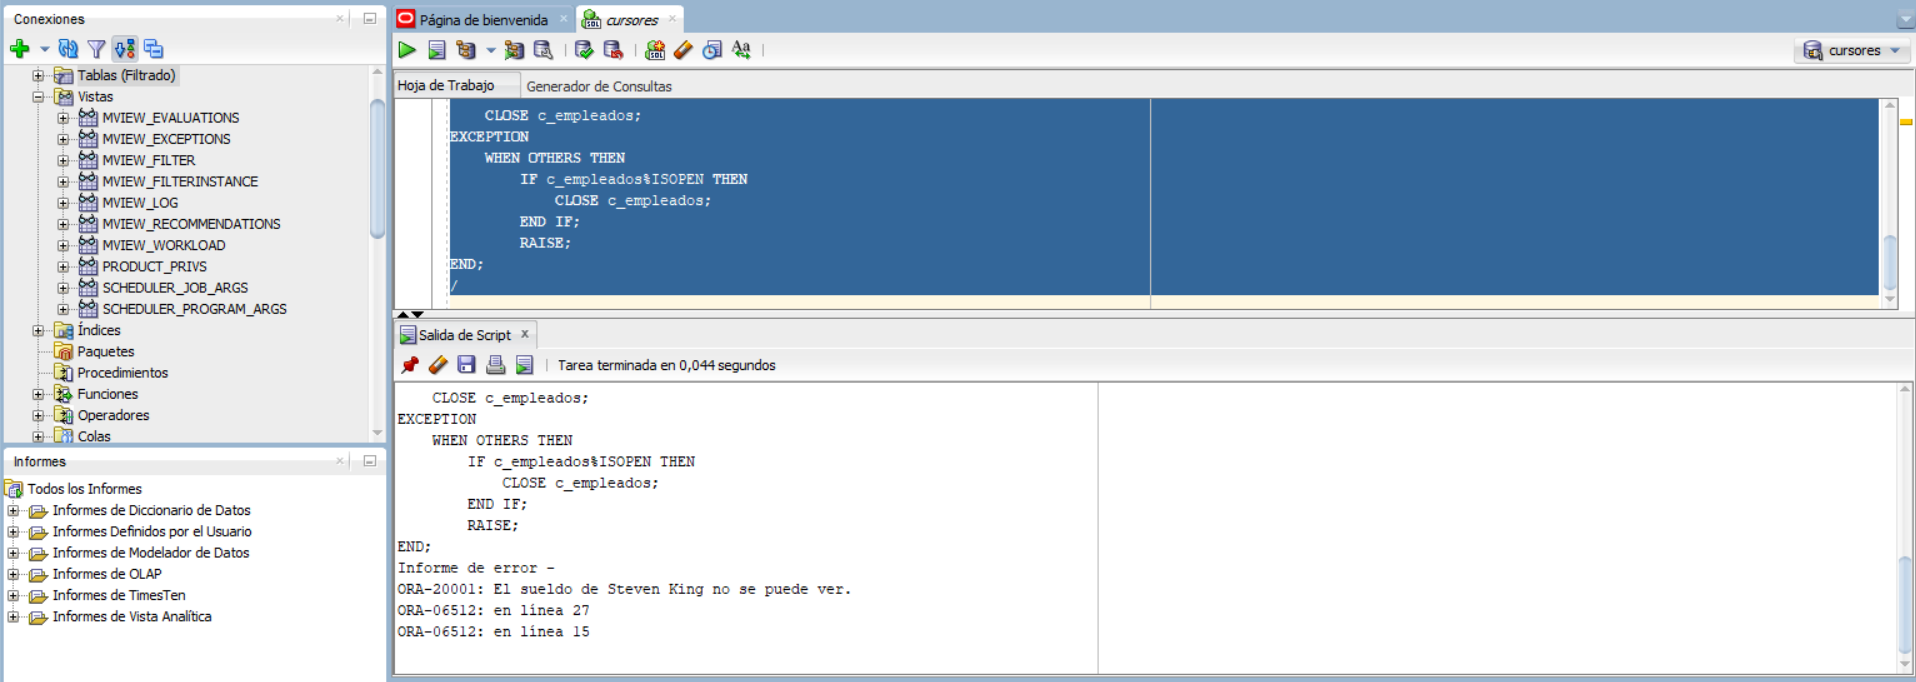 Conexiones
Tablas (Filtrado)
Vistas
MVIEW_EVALUATIONS
MVIEW_EXCEPTIONS
MVIEW_FILTER
MVIEW_FILTERINSTANCE
MVIEW_LOG
MVIEW_RECOMMENDATIONS
MVIEW_WORKLOAD
PRODUCT_PRIVS
SCHEDULER_JOB_ARGS
SCHEDULER_PROGRAM_ARGS
Índices
Paquetes
Procedimientos
Funciones
Operadores
Colas
Informes
Todos los Informes
Informes de Diccionario de Datos
Informes Definidos por el Usuario
Informes de Modelador de Datos
Informes de OLAP
Informes de TimesTen
Informes de Vista Analítica
Página de bienvenida
cursores
cursores
Hoja de Trabajo
Generador de Consultas
CLOSE c_empleados;
EXCEPTION
WHEN OTHERS THEN
IF c_empleados%ISOPEN THEN
CLOSE c_empleados;
END IF;
RAISE;
END;
/
Salida de Script
Tarea terminada en 0,044 segundos
CLOSE c_empleados;
EXCEPTION
WHEN OTHERS THEN
IF c_empleados%ISOPEN THEN
CLOSE c_empleados;
END IF;
RAISE;
END;
Informe de error -
ORA-20001: El sueldo de Steven King no se puede ver.
ORA-06512: en línea 27
ORA-06512: en línea 15